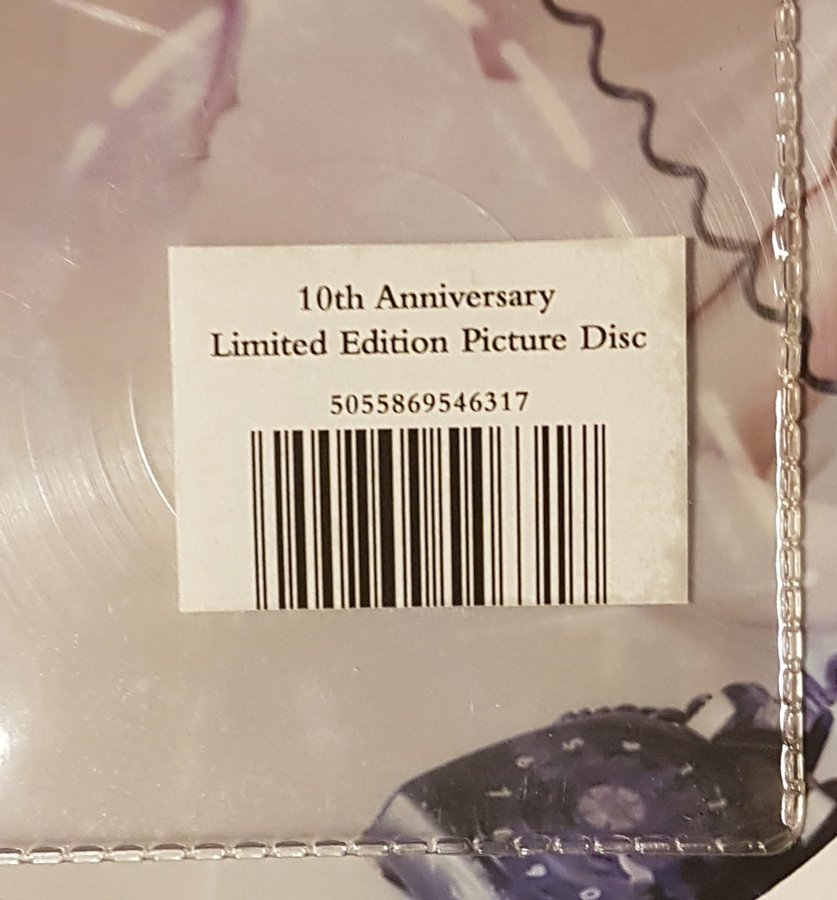 10th Anniversary
Limited Edition Picture Disc
5055869546317